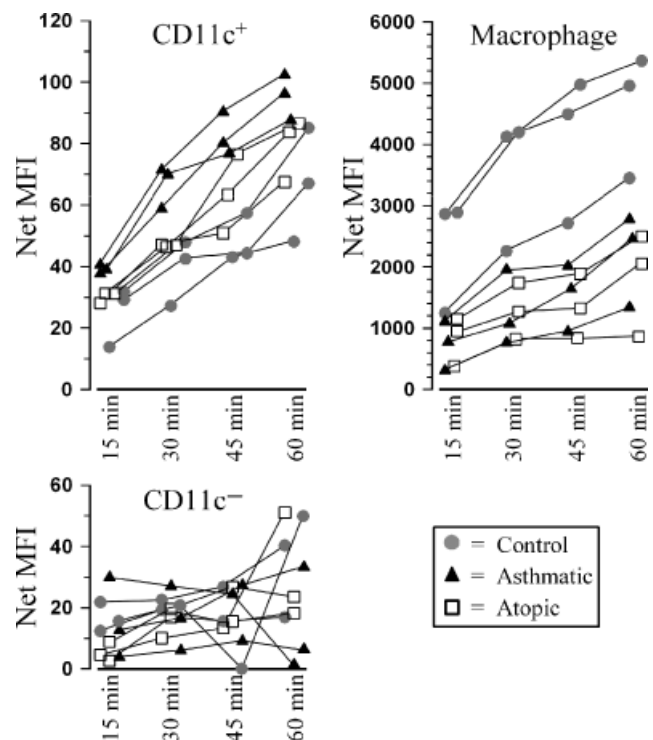 CD11c⁺
Net MFI
120
100
80
60
40
20
0
15 min
30 min
45 min
60 min
Macrophage
Net MFI
6000
5000
4000
3000
2000
1000
0
15 min
30 min
45 min
60 min
CD11c⁻
Net MFI
60
40
20
0
15 min
30 min
45 min
60 min
= Control
= Asthmatic
= Atopic